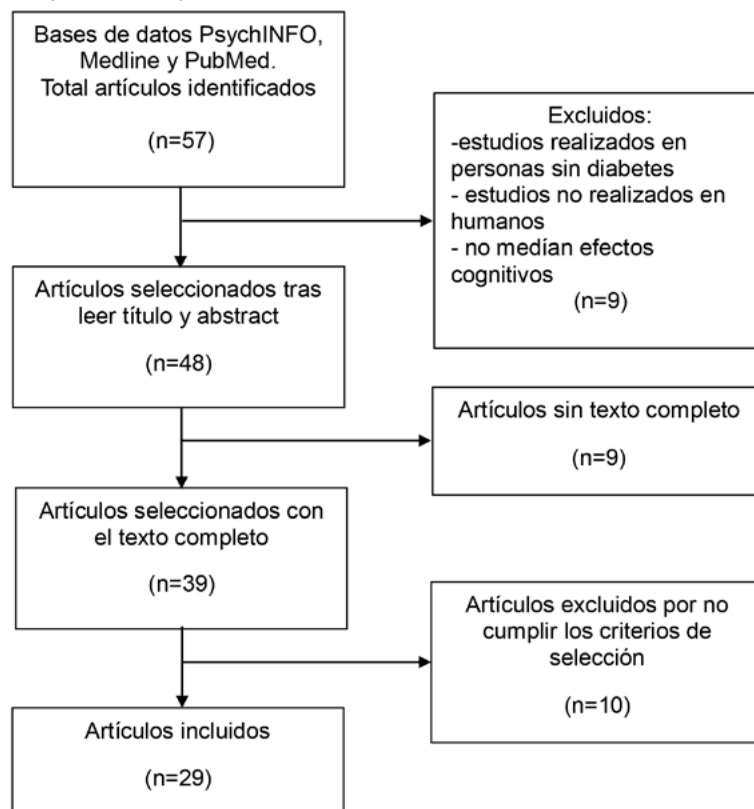 Bases de datos PsychINFO,
Medline y PubMed.
Total artículos identificados
(n=57)
Excluidos:
-estudios realizados en
personas sin diabetes
- estudios no realizados en
humanos
- no medían efectos
cognitivos
(n=9)
Artículos seleccionados tras
leer título y abstract
(n=48)
Artículos sin texto completo
(n=9)
Artículos seleccionados con
el texto completo
(n=39)
Artículos excluidos por no
cumplir los criterios de
selección
(n=10)
Artículos incluidos
(n=29)